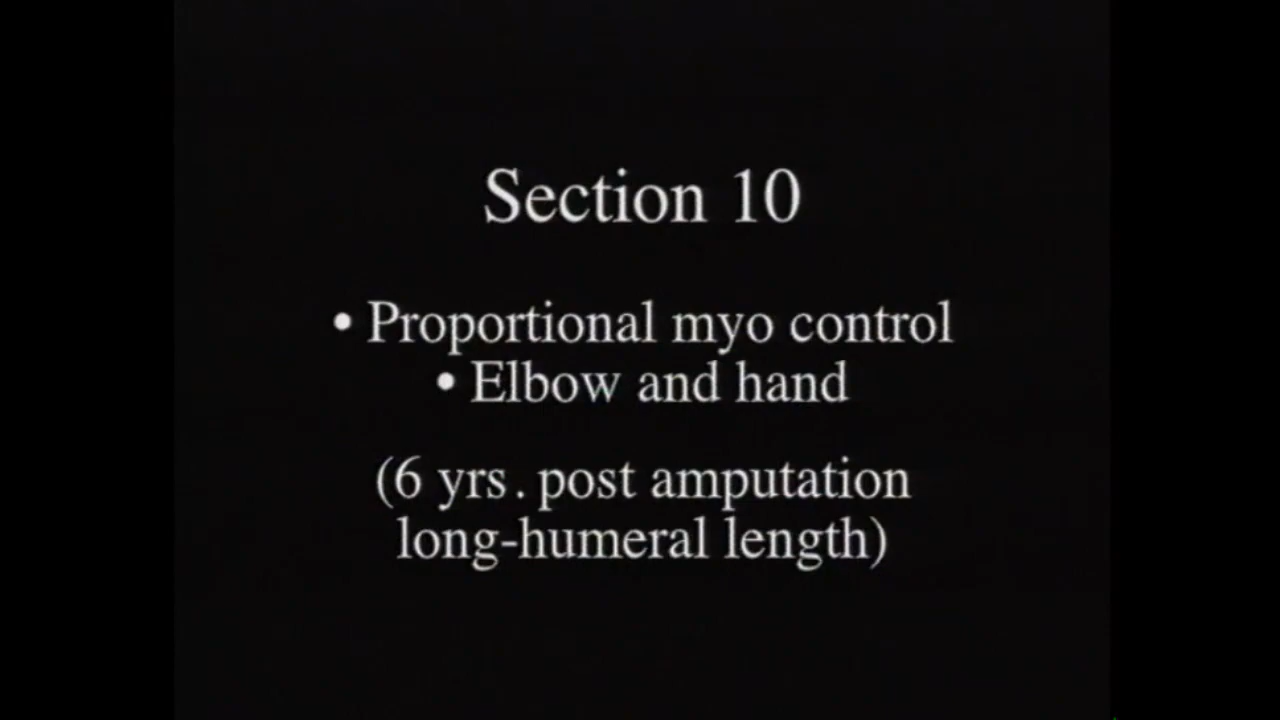 Section 10
• Proportional myo control
• Elbow and hand
(6 yrs. post amputation
long-humeral length)